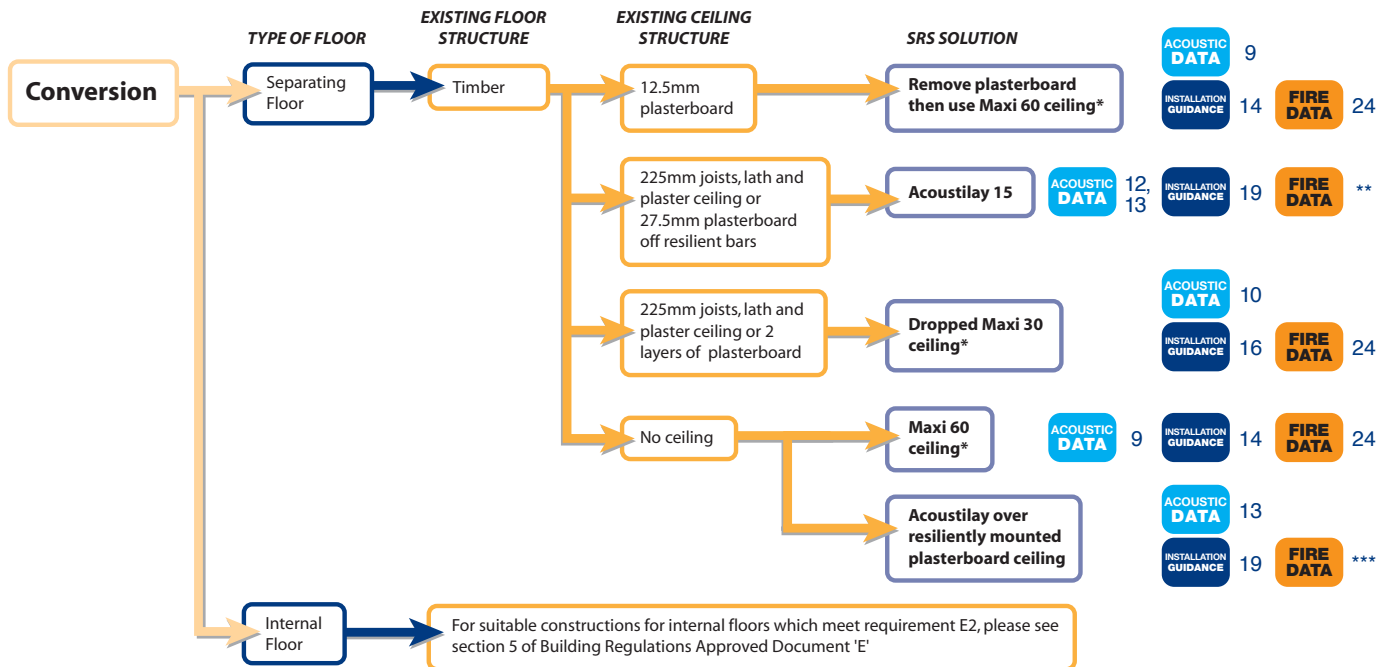 TYPE OF FLOOR
EXISTING FLOOR
STRUCTURE
EXISTING CEILING
STRUCTURE
SRS SOLUTION
Conversion
Separating
Floor
Timber
12.5mm
plasterboard
Remove plasterboard
then use Maxi 60 ceiling*
ACOUSTIC
DATA
9
INSTALLATION
GUIDANCE
14
FIRE
DATA
24
225mm joists, lath and
plaster ceiling or
27.5mm plasterboard
off resilient bars
Acoustilay 15
ACOUSTIC
DATA
12,
13
INSTALLATION
GUIDANCE
19
FIRE
DATA
**
225mm joists, lath and
plaster ceiling or 2
layers of plasterboard
Dropped Maxi 30
ceiling*
ACOUSTIC
DATA
10
INSTALLATION
GUIDANCE
16
FIRE
DATA
24
No ceiling
Maxi 60
ceiling*
ACOUSTIC
DATA
9
INSTALLATION
GUIDANCE
14
FIRE
DATA
24
Acoustilay over
resiliently mounted
plasterboard ceiling
ACOUSTIC
DATA
13
INSTALLATION
GUIDANCE
19
FIRE
DATA
***
Internal
Floor
For suitable constructions for internal floors which meet requirement E2, please see
section 5 of Building Regulations Approved Document 'E'